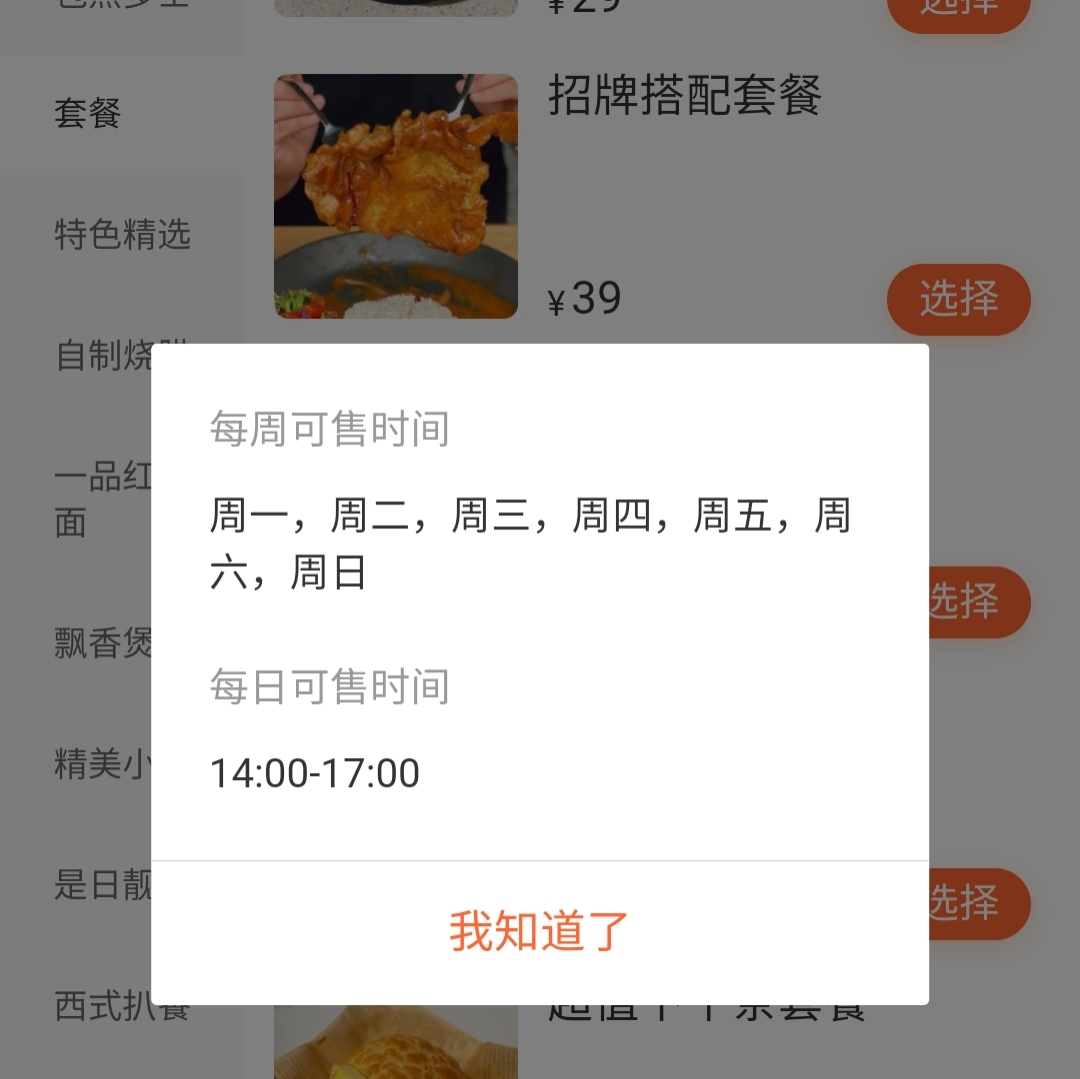 ¥29
选择
套餐
招牌搭配套餐
特色精选
¥39
选择
自制烧
一品红
面
飘香煲
精美小
是日靓
西式扒餐
每周可售时间
周一，周二，周三，周四，周五，周
六，周日
每日可售时间
14:00-17:00
我知道了
选择
选择